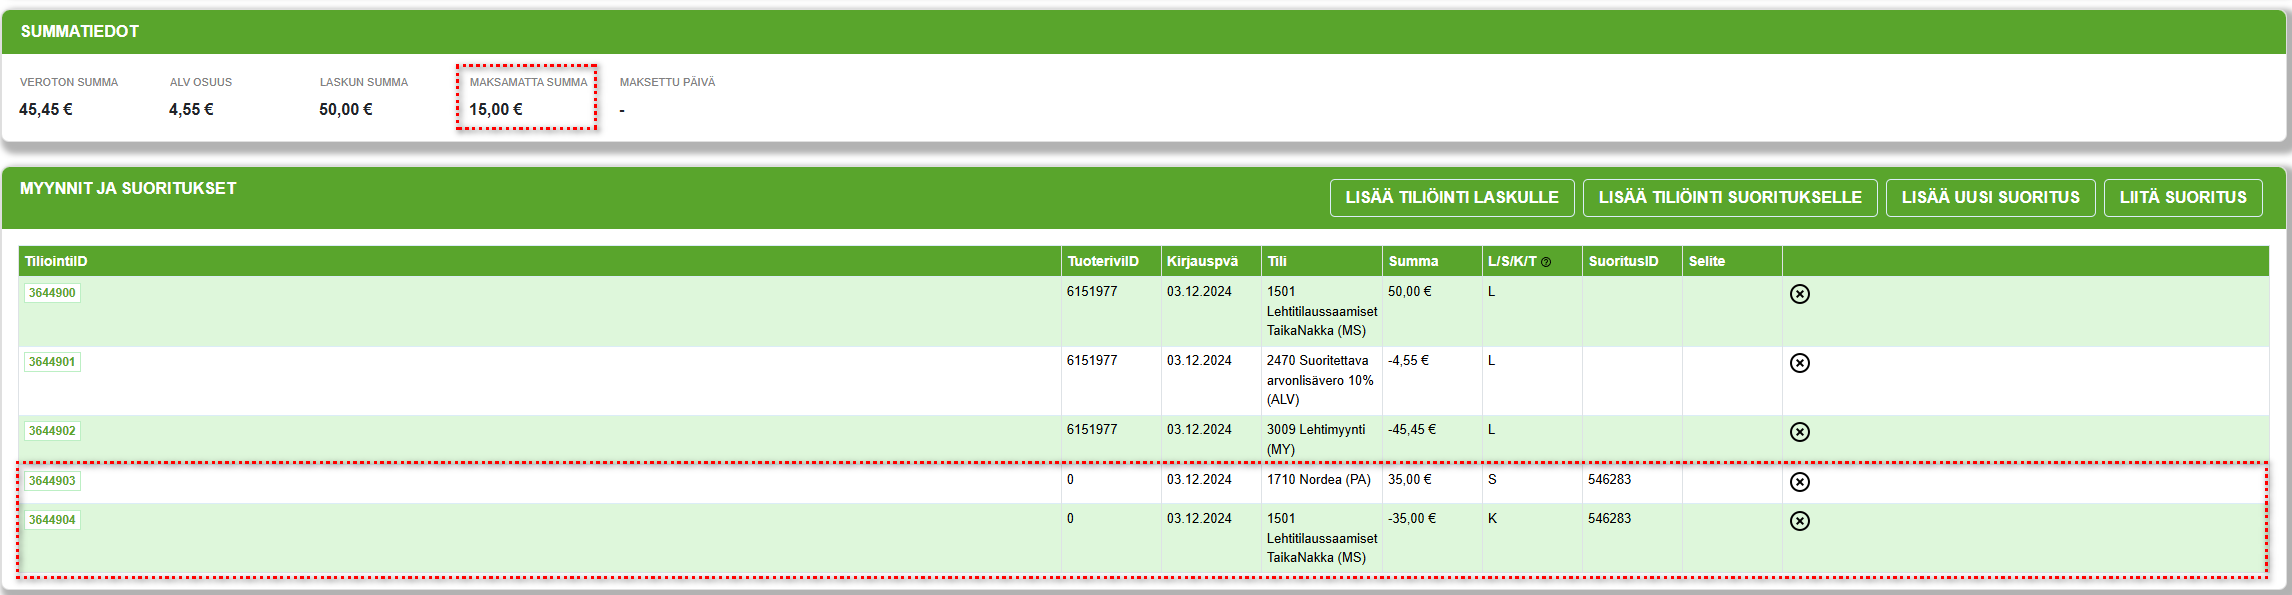 SUMMATIEDOT
VEROTON SUMMA ALV OSUUS LASKUN SUMMA MAKSAMATTA SUMMA MAKSETTU PÄIVÄ
45,45 € 4,55 € 50,00 € 15,00 € -
MYYNNIT JA SUORITUKSET
LISÄÄ TILIÖINTI LASKULLE LISÄÄ TILIÖINTI SUORITUKSELLE LISÄÄ UUSI SUORITUS LIITÄ SUORITUS
TiliointiID TuoteriviID Kirjauspvä Tili Summa L/S/K/T ? SuoritusID Selite
3644900 6151977 03.12.2024 1501 50,00 € L
Lehtitilaussaamiset
TaikaNakka (MS)
3644901 6151977 03.12.2024 2470 Suoritettava -4,55 € L
arvonlisävero 10%
(ALV)
3644902 6151977 03.12.2024 3009 Lehtimyynti -45,45 € L
(MY)
3644903 0 03.12.2024 1710 Nordea (PA) 35,00 € S 546283
3644904 0 03.12.2024 1501 -35,00 € K 546283
Lehtitilaussaamiset
TaikaNakka (MS)